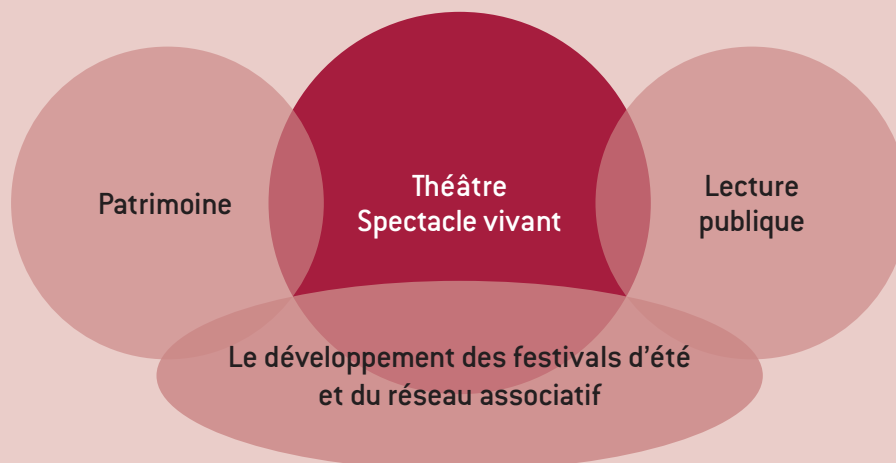 Patrimoine
Théâtre
Spectacle vivant
Lecture
publique
Le développement des festivals d’été
et du réseau associatif